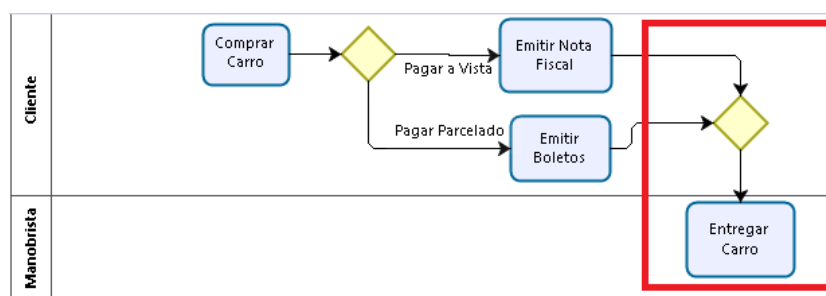 Cliente
Comprar
Carro
Pagar a Vista
Emitir Nota
Fiscal
Pagar Parcelado
Emitir
Boletos
Manobrista
Entregar
Carro